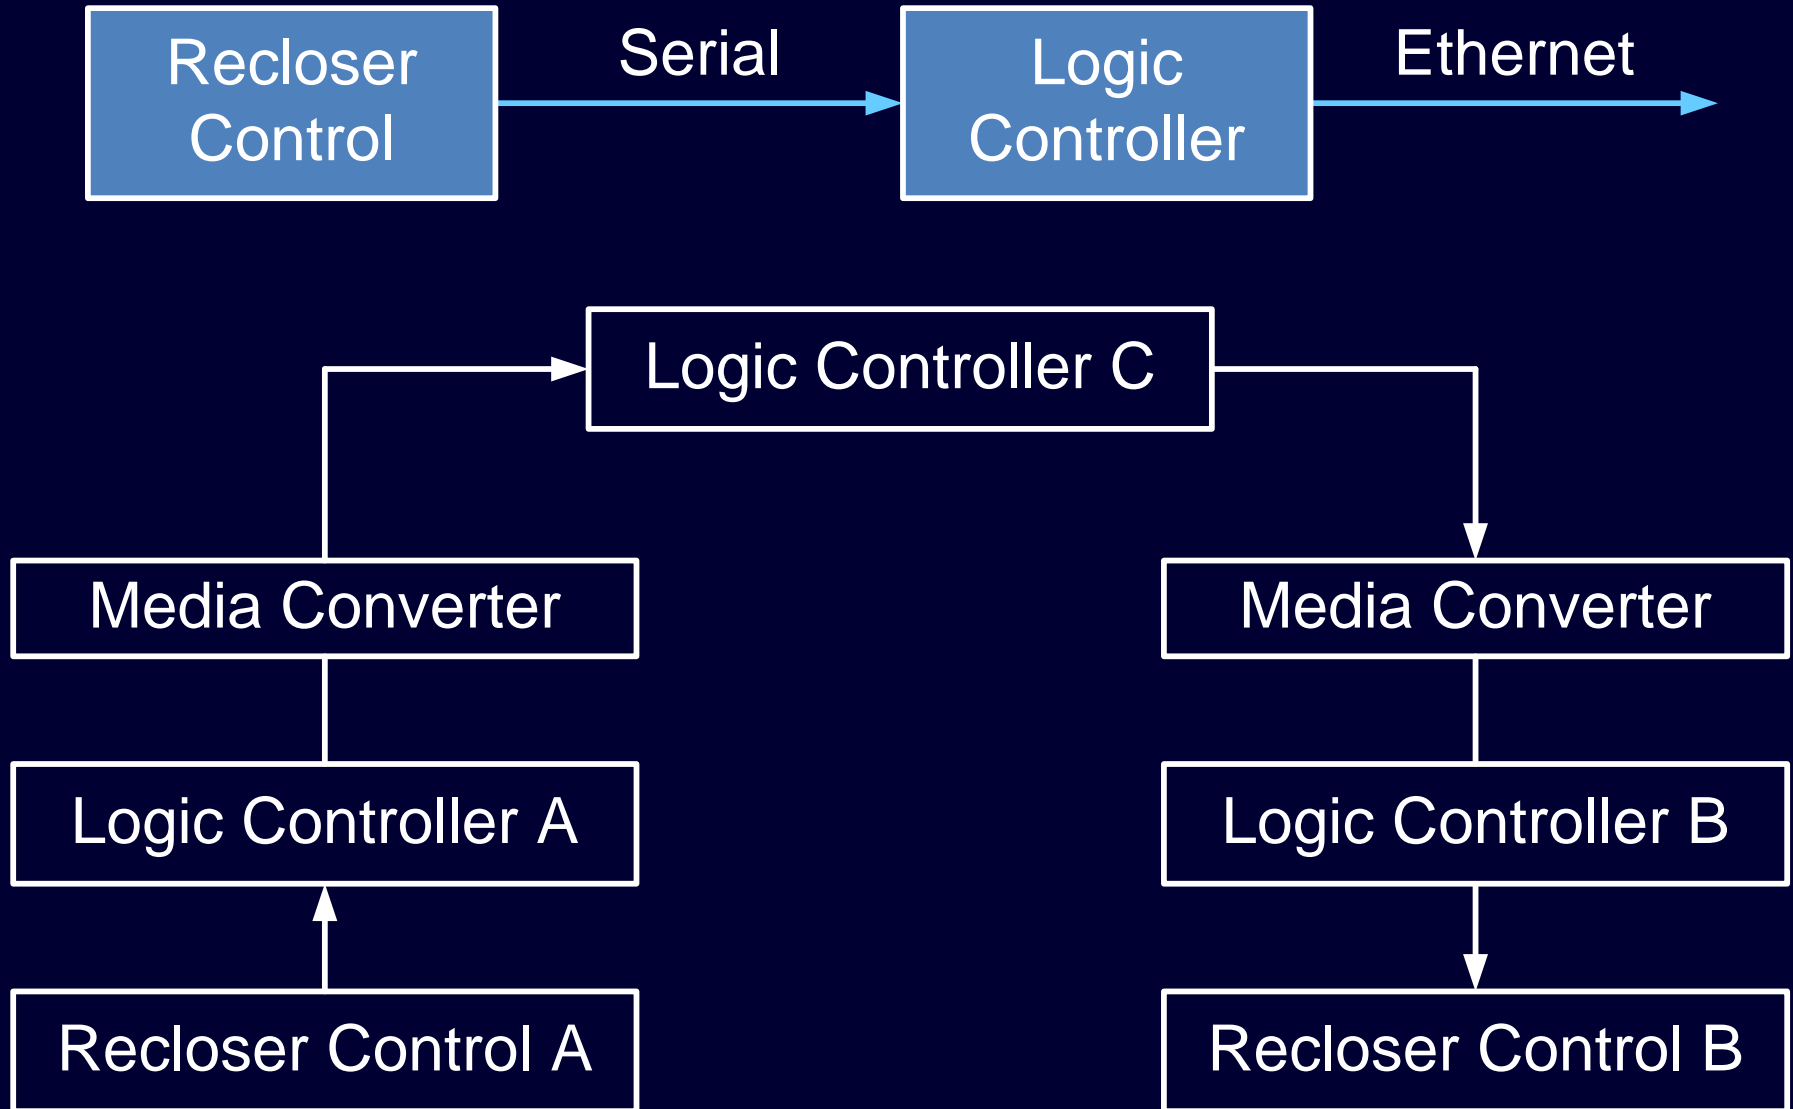 Recloser
Control
Serial
Logic
Controller
Ethernet
Logic Controller C
Media Converter
Media Converter
Logic Controller A
Logic Controller B
Recloser Control A
Recloser Control B